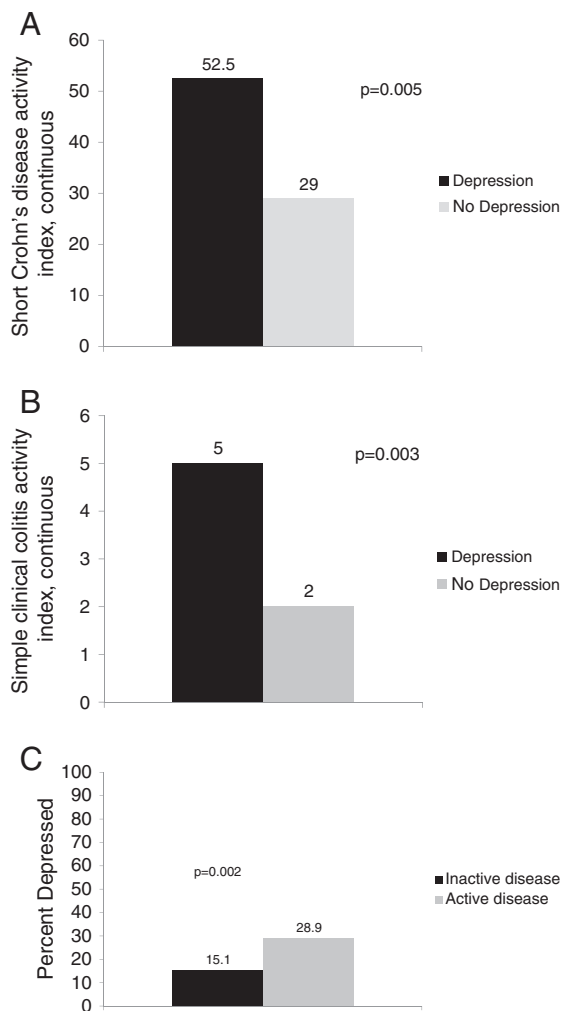 A
Short Crohn's disease activity
index, continuous
60
50
40
30
20
10
0
52.5
29
p=0.005
Depression
No Depression
B
Simple clinical colitis activity
index, continuous
6
5
4
3
2
1
0
5
2
p=0.003
Depression
No Depression
C
Percent Depressed
100
90
80
70
60
50
40
30
20
10
0
p=0.002
15.1
28.9
Inactive disease
Active disease